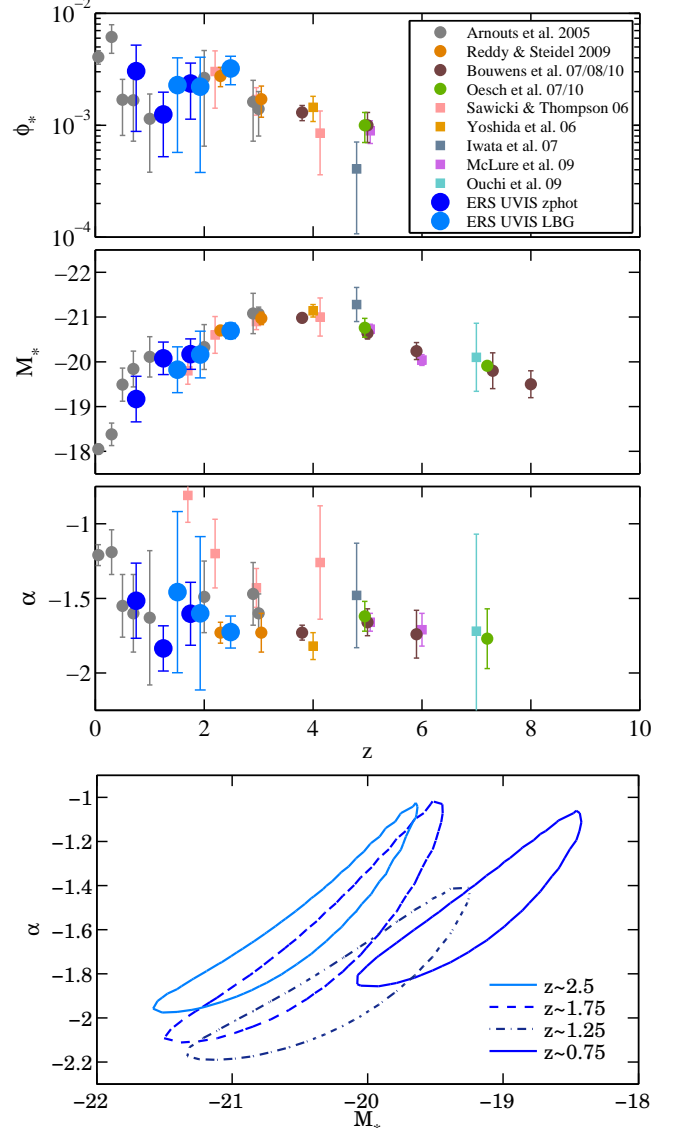 10⁻²
10⁻³
10⁻⁴
ϕ*
Arnouts et al. 2005
Reddy & Steidel 2009
Bouwens et al. 07/08/10
Oesch et al. 07/10
Sawicki & Thompson 06
Yoshida et al. 06
Iwata et al. 07
McLure et al. 09
Ouchi et al. 09
ERS UVIS zphot
ERS UVIS LBG
−22
−21
−20
−19
−18
M*
−1
−1.5
−2
α
0 2 4 6 8 10
z
−1
−1.2
−1.4
−1.6
−1.8
−2
−2.2
α
z~2.5
z~1.75
z~1.25
z~0.75
−22 −21 −20 −19 −18
M*